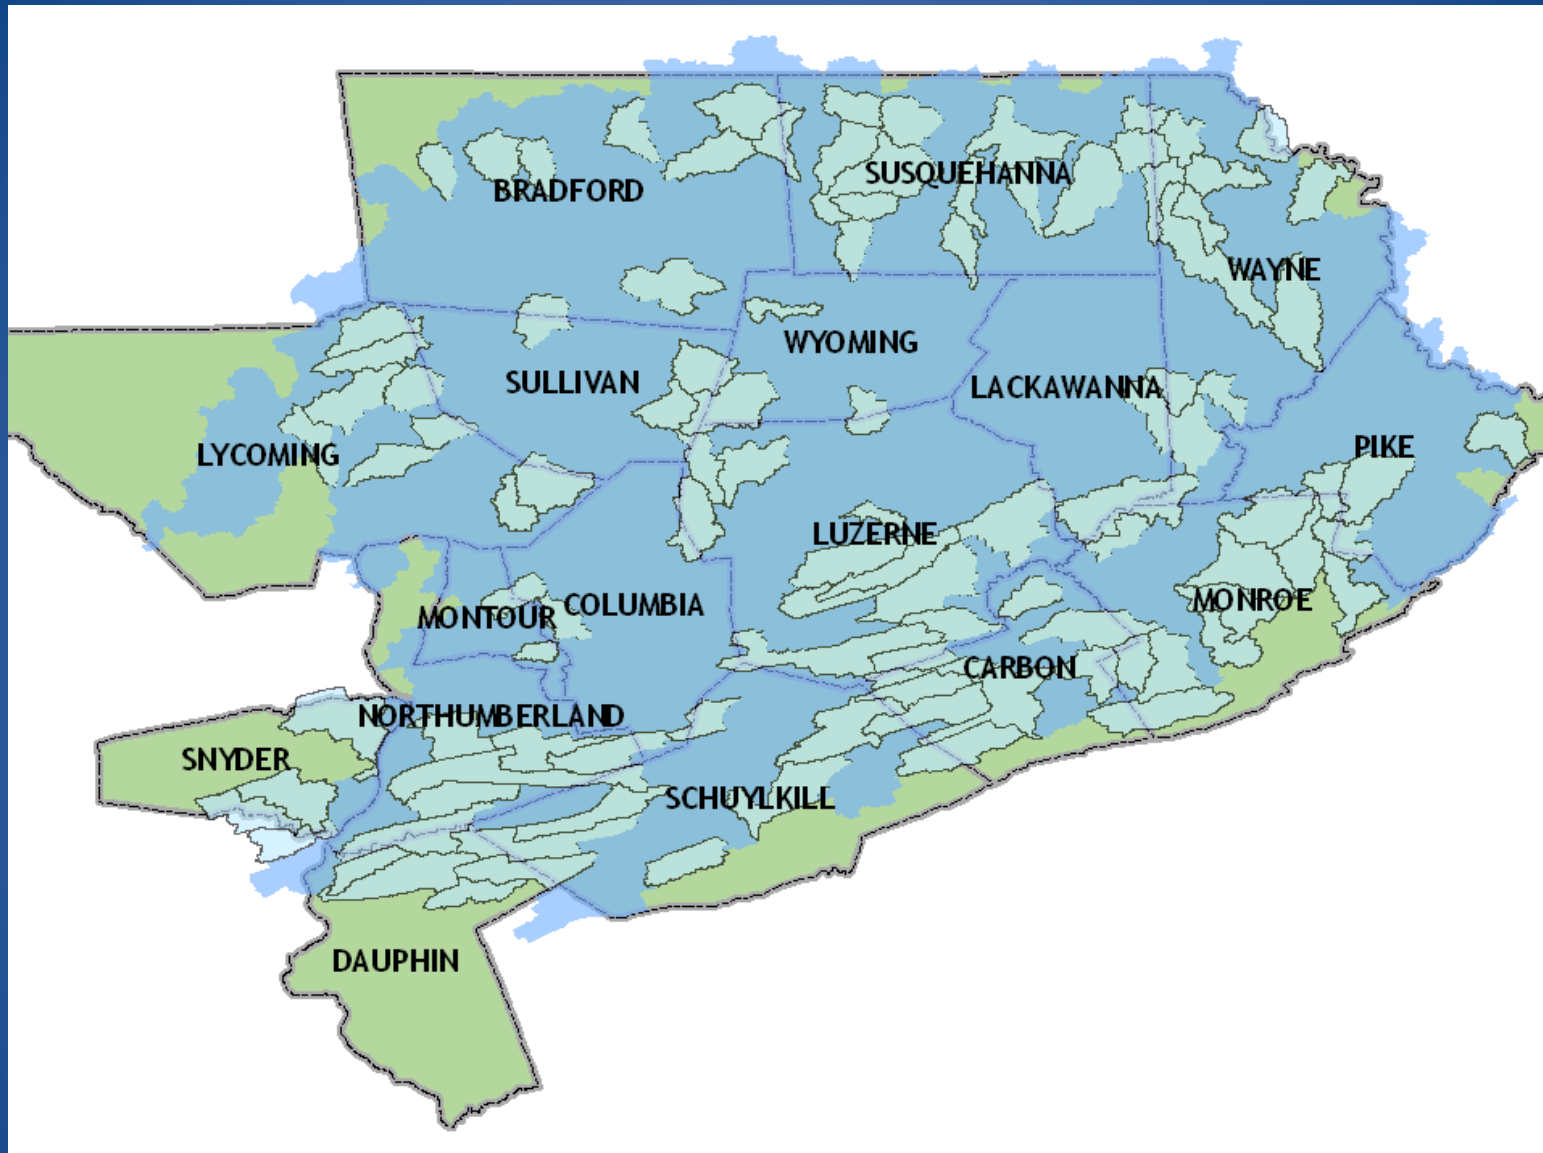 BRADFORD
SUSQUEHANNA
WAYNE
WYOMING
SULLIVAN
LACKAWANNA
LYCOMING
PIKE
LUZERNE
MONTOUR
COLUMBIA
MONROE
CARBON
NORTHUMBERLAND
SNYDER
SCHUYLKILL
DAUPHIN